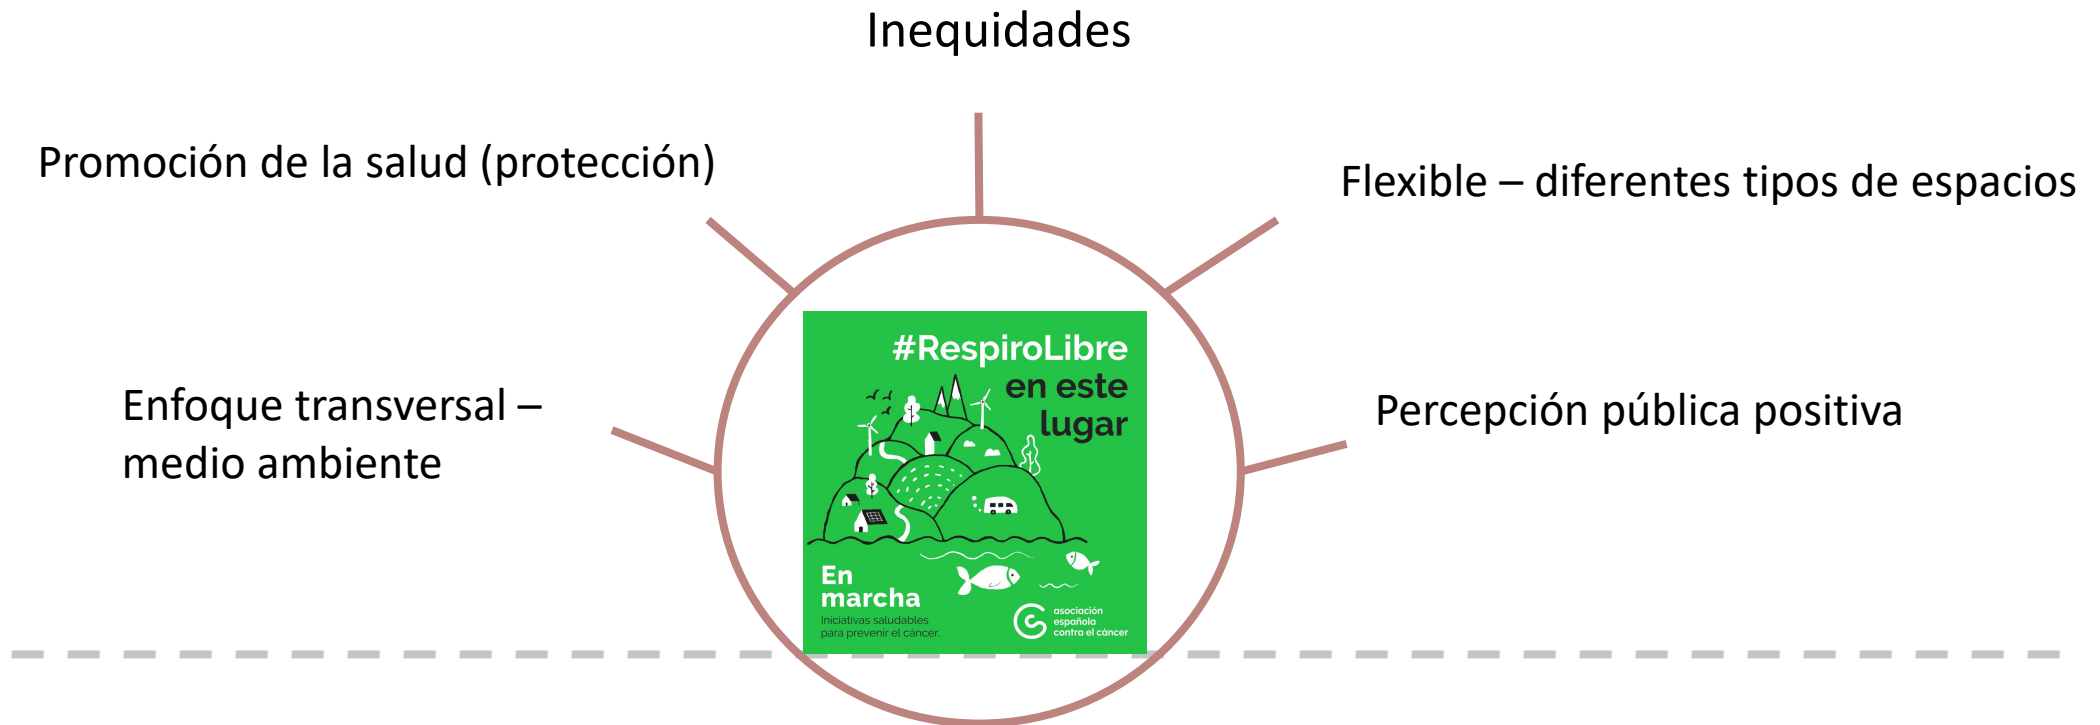 Inequidades
Promoción de la salud (protección)
Flexible – diferentes tipos de espacios
Enfoque transversal –
medio ambiente
Percepción pública positiva
#RespiroLibre
en este
lugar
En
marcha
Iniciativas saludables
para prevenir el cáncer.
asociación
española
contra el cáncer